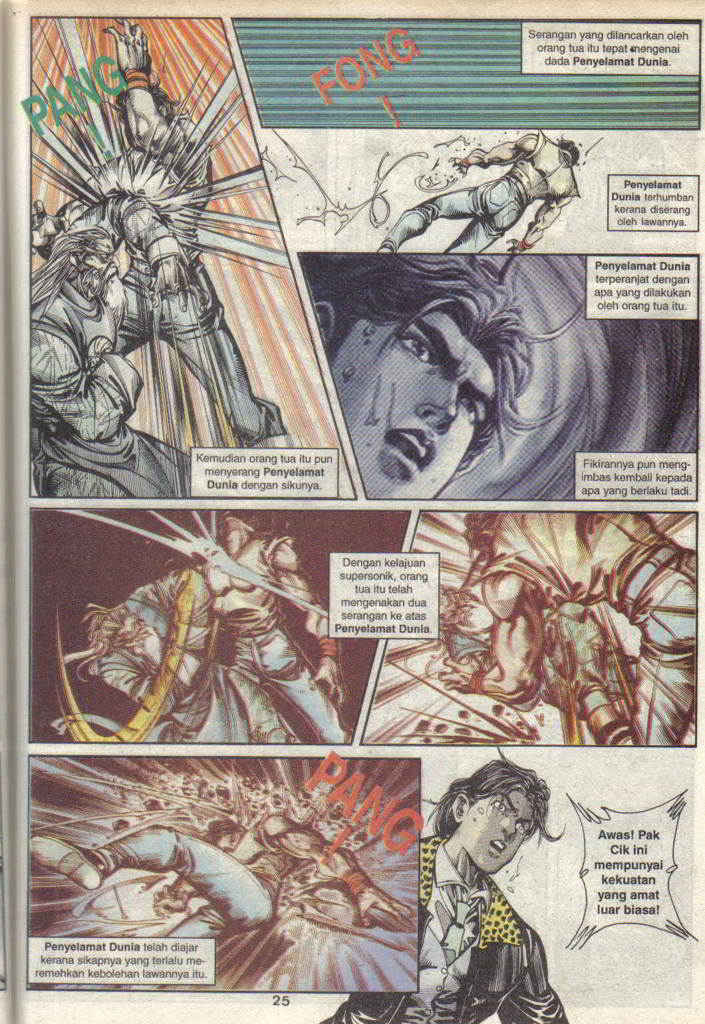 PANG
!
Kemudian orang tua itu pun
menyerang Penyelamat
Dunia dengan sikunya.
FONG
!
Serangan yang dilancarkan oleh
orang tua itu tepat mengenai
dada Penyelamat Dunia.
Penyelamat
Dunia terhumban
kerana diserang
oleh lawannya.
Penyelamat Dunia
terperanjat dengan
apa yang dilakukan
oleh orang tua itu.
Fikirannya pun meng-
imbas kembali kepada
apa yang berlaku tadi.
Dengan kelajuan
supersonik, orang
tua itu telah
mengenakan dua
serangan ke atas
Penyelamat Dunia.
PANG
!
Penyelamat Dunia telah diajar
kerana sikapnya yang terlalu me-
remehkan kebolehan lawannya itu.
Awas! Pak
Cik ini
mempunyai
kekuatan
yang amat
luar biasa!
25